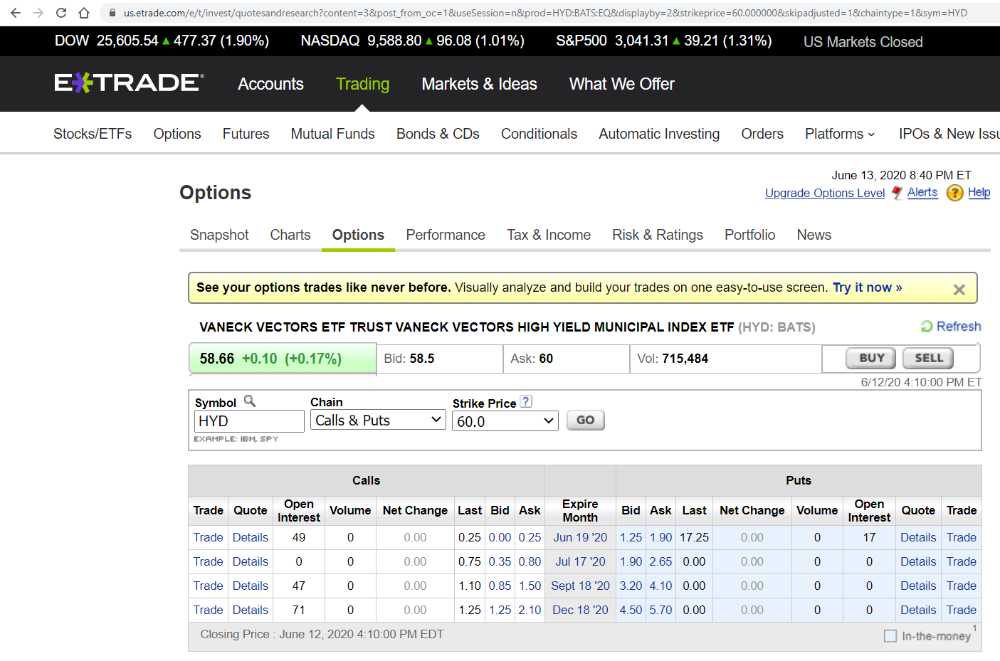 us.etrade.com/e/t/invest/quotesandresearch?content=3&post_from_oc=1&useSession=n&prod=HYD:BATS:EQ&displayby=2&strikeprice=60.000000&skipadjusted=1&chaintype=1&sym=HYD
DOW 25,605.54 ▲ 477.37 (1.90%) NASDAQ 9,588.80 ▲ 96.08 (1.01%) S&P500 3,041.31 ▲ 39.21 (1.31%) US Markets Closed
E*TRADE® Accounts Trading Markets & Ideas What We Offer
Stocks/ETFs Options Futures Mutual Funds Bonds & CDs Conditionals Automatic Investing Orders Platforms IPOs & New Issu
June 13, 2020 8:40 PM ET
Options
Upgrade Options Level Alerts ? Help
Snapshot Charts Options Performance Tax & Income Risk & Ratings Portfolio News
See your options trades like never before. Visually analyze and build your trades on one easy-to-use screen. Try it now »
VANECK VECTORS ETF TRUST VANECK VECTORS HIGH YIELD MUNICIPAL INDEX ETF (HYD: BATS) Refresh
58.66 +0.10 (+0.17%) Bid: 58.5 Ask: 60 Vol: 715,484 BUY SELL
6/12/20 4:10:00 PM ET
Symbol Chain Strike Price ?
HYD Calls & Puts 60.0 GO
EXAMPLE: IBM, SPY
Calls Puts
Trade Quote Open Interest Volume Net Change Last Bid Ask Expire Month Bid Ask Last Net Change Volume Open Interest Quote Trade
Trade Details 49 0 0.00 0.25 0.00 0.25 Jun 19 '20 1.25 1.90 17.25 0.00 0 17 Details Trade
Trade Details 0 0 0.00 0.75 0.35 0.80 Jul 17 '20 1.90 2.65 0.00 0.00 0 0 Details Trade
Trade Details 47 0 0.00 1.10 0.85 1.50 Sept 18 '20 3.20 4.10 0.00 0.00 0 0 Details Trade
Trade Details 71 0 0.00 1.25 1.25 2.10 Dec 18 '20 4.50 5.70 0.00 0.00 0 0 Details Trade
Closing Price : June 12, 2020 4:10:00 PM EDT In-the-money 1